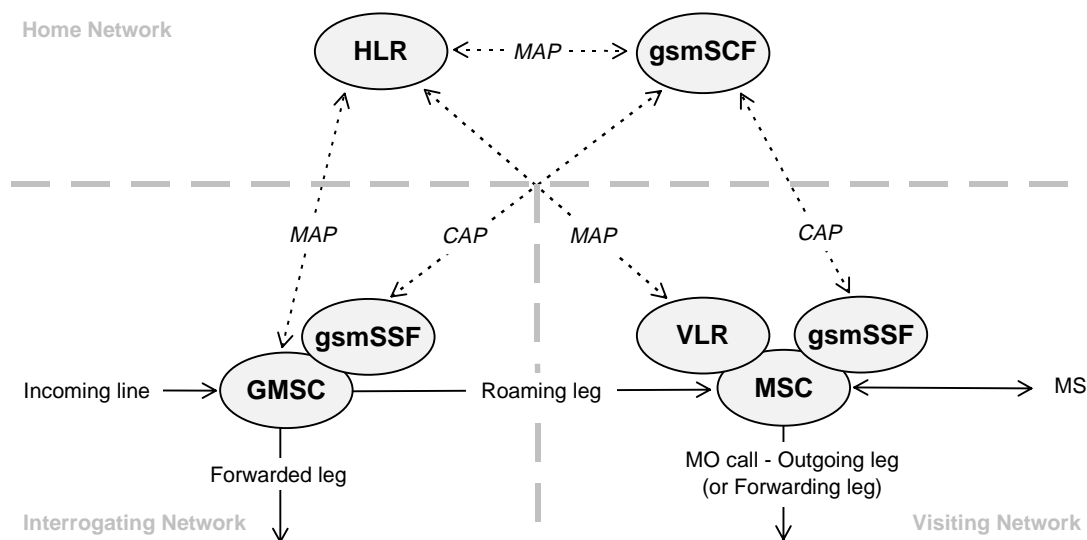 Home Network
HLR
MAP
gsmSCF
MAP
CAP
MAP
CAP
gsmSSF
VLR
gsmSSF
Incoming line
GMSC
Roaming leg
MSC
MS
Forwarded leg
MO call - Outgoing leg
(or Forwarding leg)
Interrogating Network
Visiting Network